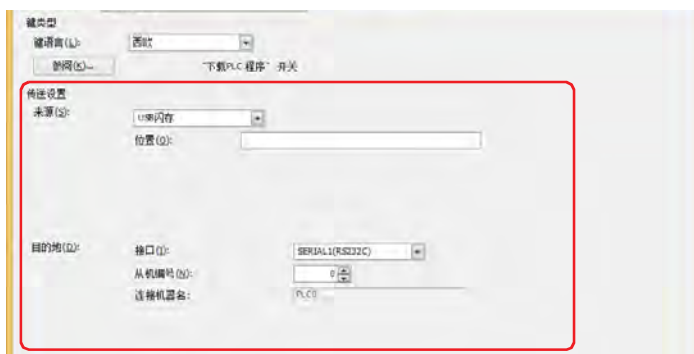 键类型
键语言(L): 西欧
访问(K)... "下载PLC 程序" 开关
传送设置
来源(S): USB闪存
位置(O):
目的地(D): 接口(I): SERIAL1(RS232C)
从机编号(N): 0
连接机器名: PLC0